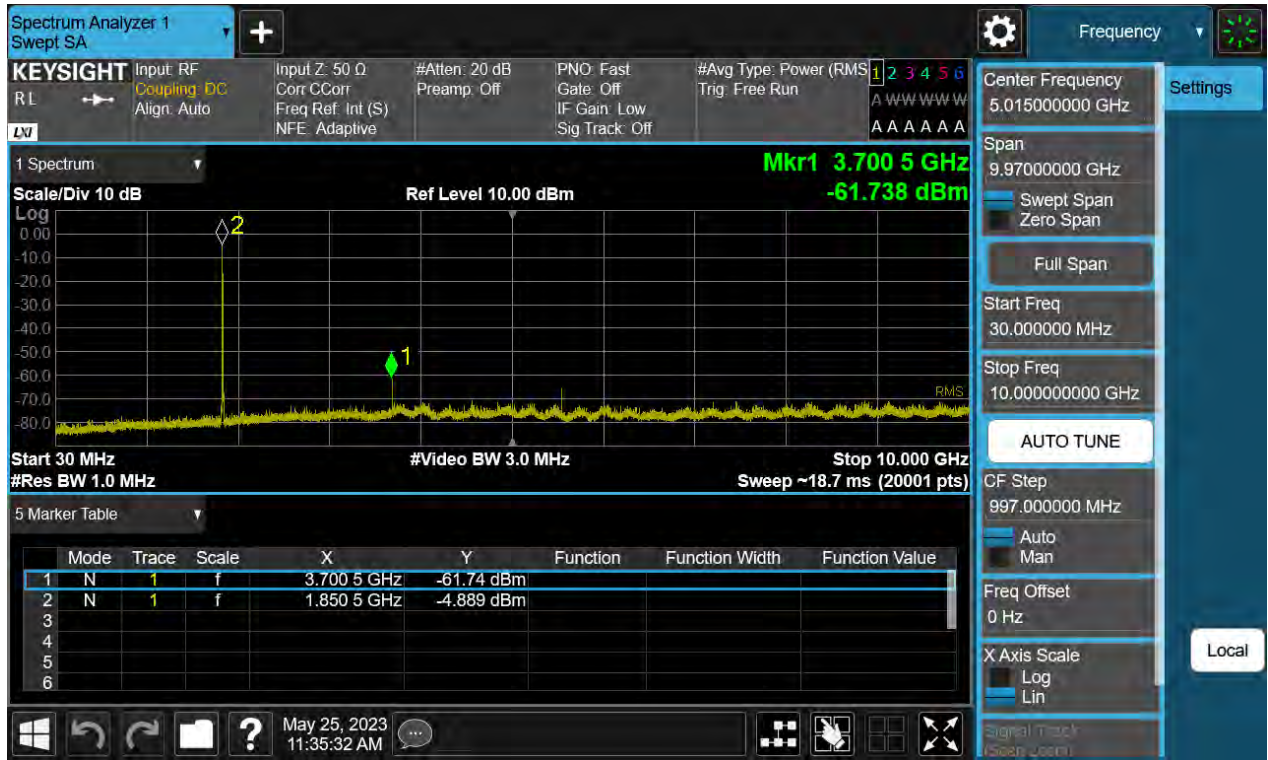 Spectrum Analyzer 1
Swept SA
+
Frequency
KEYSIGHT
RL
LXI
Input: RF
Coupling: DC
Align: Auto
Input Z: 50 Ω
Corr CCorr
Freq Ref: Int (S)
NFE: Adaptive
#Atten: 20 dB
Preamp: Off
PNO: Fast
Gate: Off
IF Gain: Low
Sig Track: Off
#Avg Type: Power (RMS
Trig: Free Run
1 2 3 4 5 6
A W W W W W
A A A A A A
1 Spectrum
Mkr1 3.700 5 GHz
-61.738 dBm
Scale/Div 10 dB
Ref Level 10.00 dBm
Log
0.00
-10.0
-20.0
-30.0
-40.0
-50.0
-60.0
-70.0
-80.0
2
1
RMS
Start 30 MHz
#Video BW 3.0 MHz
Stop 10.000 GHz
#Res BW 1.0 MHz
Sweep ~18.7 ms (20001 pts)
5 Marker Table
Mode Trace Scale X Y Function Function Width Function Value
1 N 1 f 3.700 5 GHz -61.74 dBm
2 N 1 f 1.850 5 GHz -4.889 dBm
3
4
5
6
?
May 25, 2023
11:35:32 AM
Center Frequency
5.015000000 GHz
Settings
Span
9.97000000 GHz
Swept Span
Zero Span
Full Span
Start Freq
30.000000 MHz
Stop Freq
10.000000000 GHz
AUTO TUNE
CF Step
997.000000 MHz
Auto
Man
Freq Offset
0 Hz
X Axis Scale
Log
Lin
Local
Signal Track
(Span Zoom)